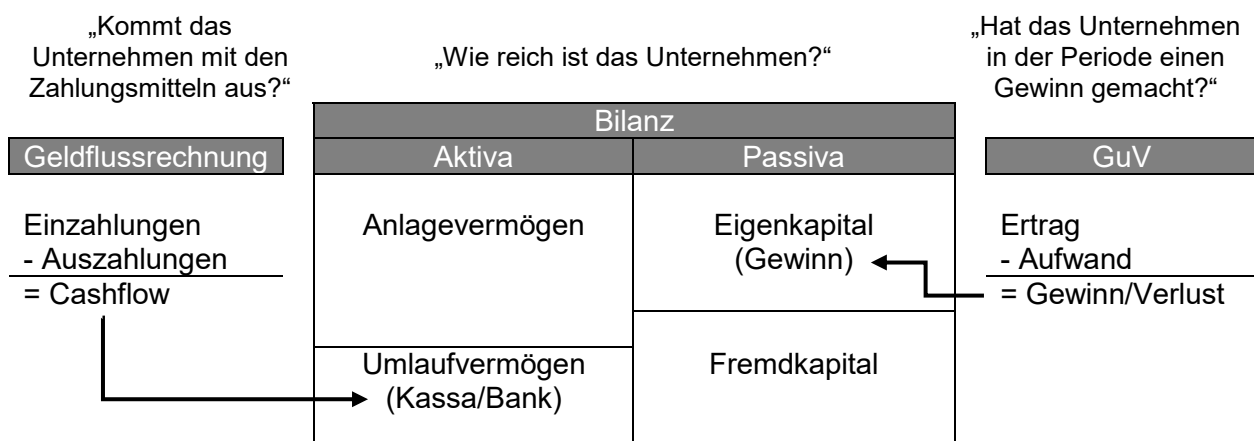 „Kommt das
Unternehmen mit den
Zahlungsmitteln aus?“
„Wie reich ist das Unternehmen?“
„Hat das Unternehmen
in der Periode einen
Gewinn gemacht?“
Bilanz
Geldflussrechnung
Aktiva
Passiva
GuV
Einzahlungen
- Auszahlungen
= Cashflow
Anlagevermögen
Eigenkapital
(Gewinn)
Ertrag
- Aufwand
= Gewinn/Verlust
Umlaufvermögen
(Kassa/Bank)
Fremdkapital